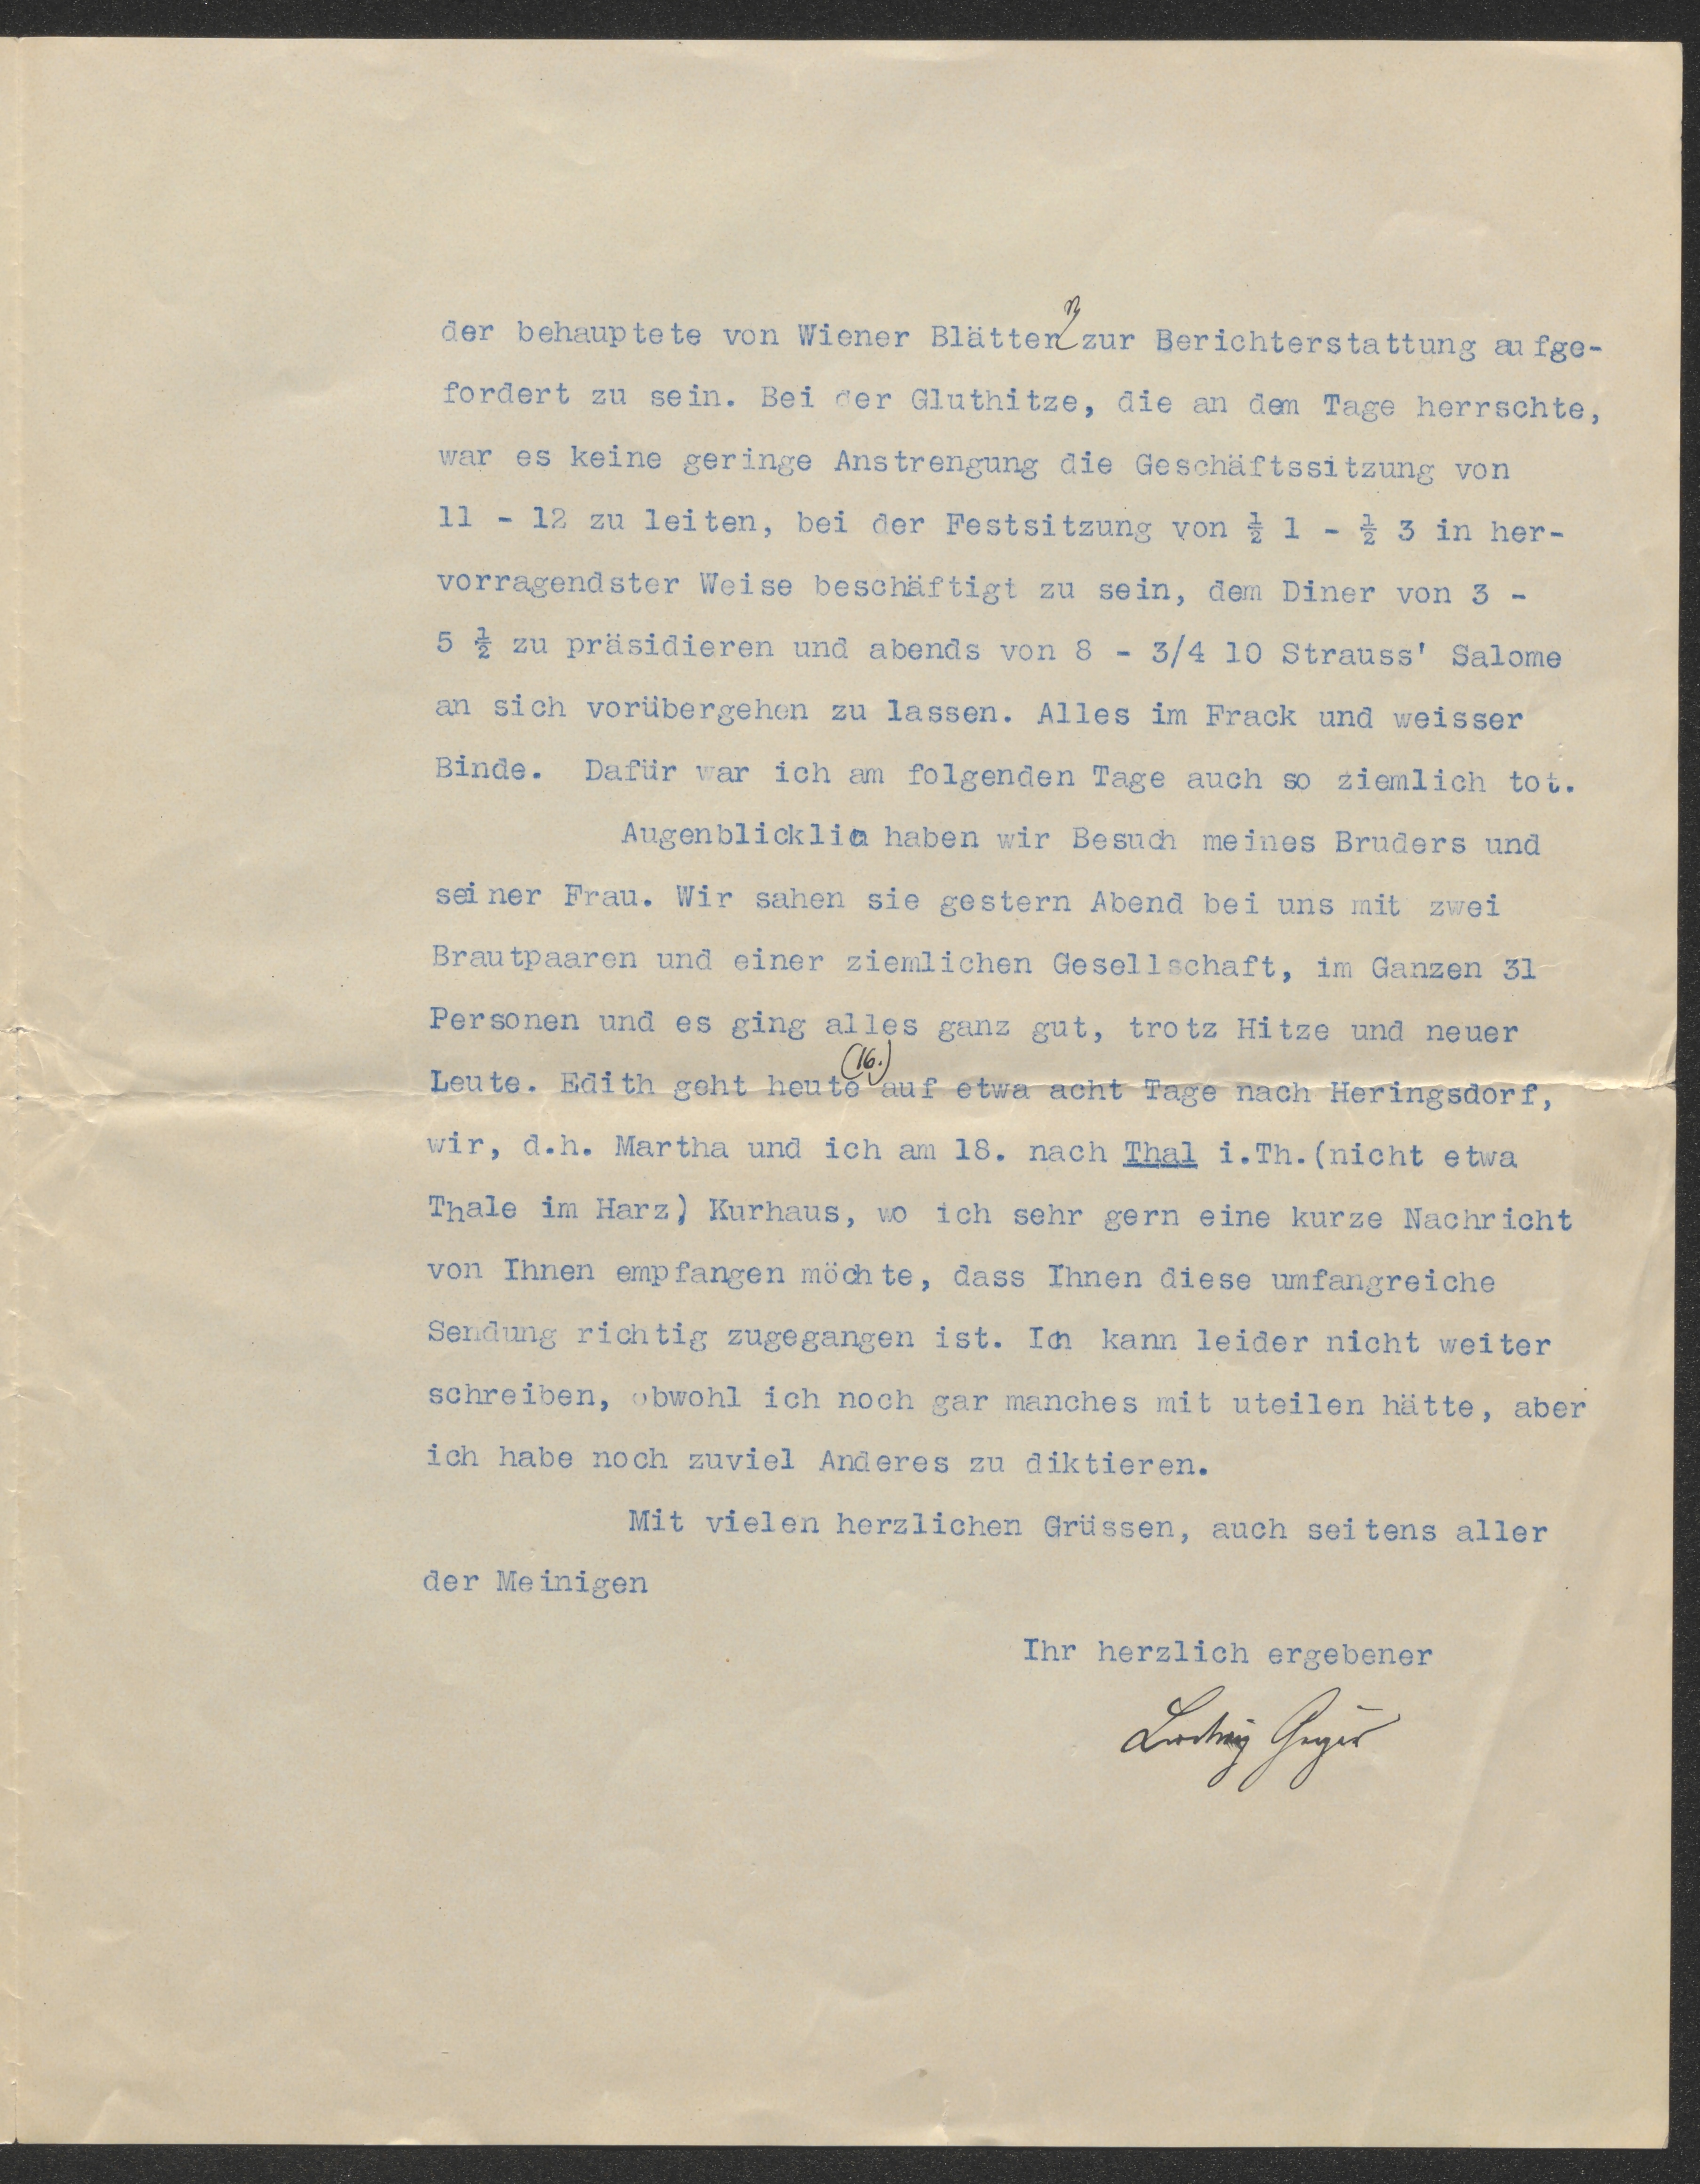 der behauptete von Wiener Blättern zur Berichterstattung aufge-
fordert zu sein. Bei der Gluthitze, die an dem Tage herrschte,
war es keine geringe Anstrengung die Geschäftssitzung von
11 - 12 zu leiten, bei der Festsitzung von ½ 1 - ½ 3 in her-
vorragendster Weise beschäftigt zu sein, dem Diner von 3 -
5 ½ zu präsidieren und abends von 8 - 3/4 10 Strauss' Salome
an sich vorübergehen zu lassen. Alles im Frack und weisser
Binde. Dafür war ich am folgenden Tage auch so ziemlich tot.
Augenblicklich haben wir Besuch meines Bruders und
seiner Frau. Wir sahen sie gestern Abend bei uns mit zwei
Brautpaaren und einer ziemlichen Gesellschaft, im Ganzen 31
Personen und es ging alles ganz gut, trotz Hitze und neuer
Leute. Edith geht heute (16.) auf etwa acht Tage nach Heringsdorf,
wir, d.h. Martha und ich am 18. nach Thal i.Th.(nicht etwa
Thale im Harz) Kurhaus, wo ich sehr gern eine kurze Nachricht
von Ihnen empfangen möchte, dass Ihnen diese umfangreiche
Sendung richtig zugegangen ist. Ich kann leider nicht weiter
schreiben, obwohl ich noch gar manches mit uteilen hätte, aber
ich habe noch zuviel Anderes zu diktieren.
Mit vielen herzlichen Grüssen, auch seitens aller
der Meinigen
Ihr herzlich ergebener
Ludwig Geiger